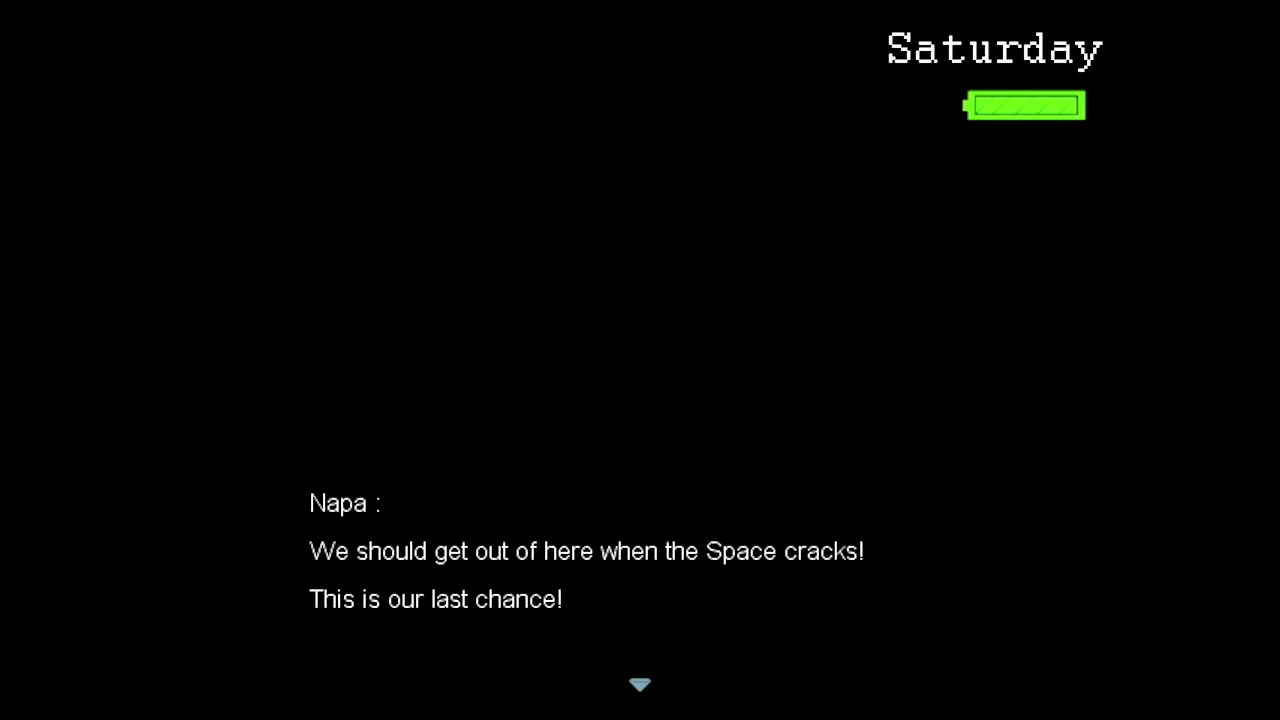 Saturday
Napa :
We should get out of here when the Space cracks!
This is our last chance!